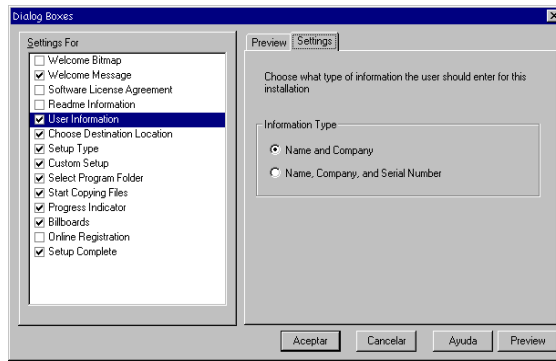 Dialog Boxes
Settings For
Welcome Bitmap
Welcome Message
Software License Agreement
Readme Information
User Information
Choose Destination Location
Setup Type
Custom Setup
Select Program Folder
Start Copying Files
Progress Indicator
Billboards
Online Registration
Setup Complete
Preview Settings
Choose what type of information the user should enter for this
installation
Information Type
Name and Company
Name, Company, and Serial Number
Aceptar Cancelar Ayuda Preview